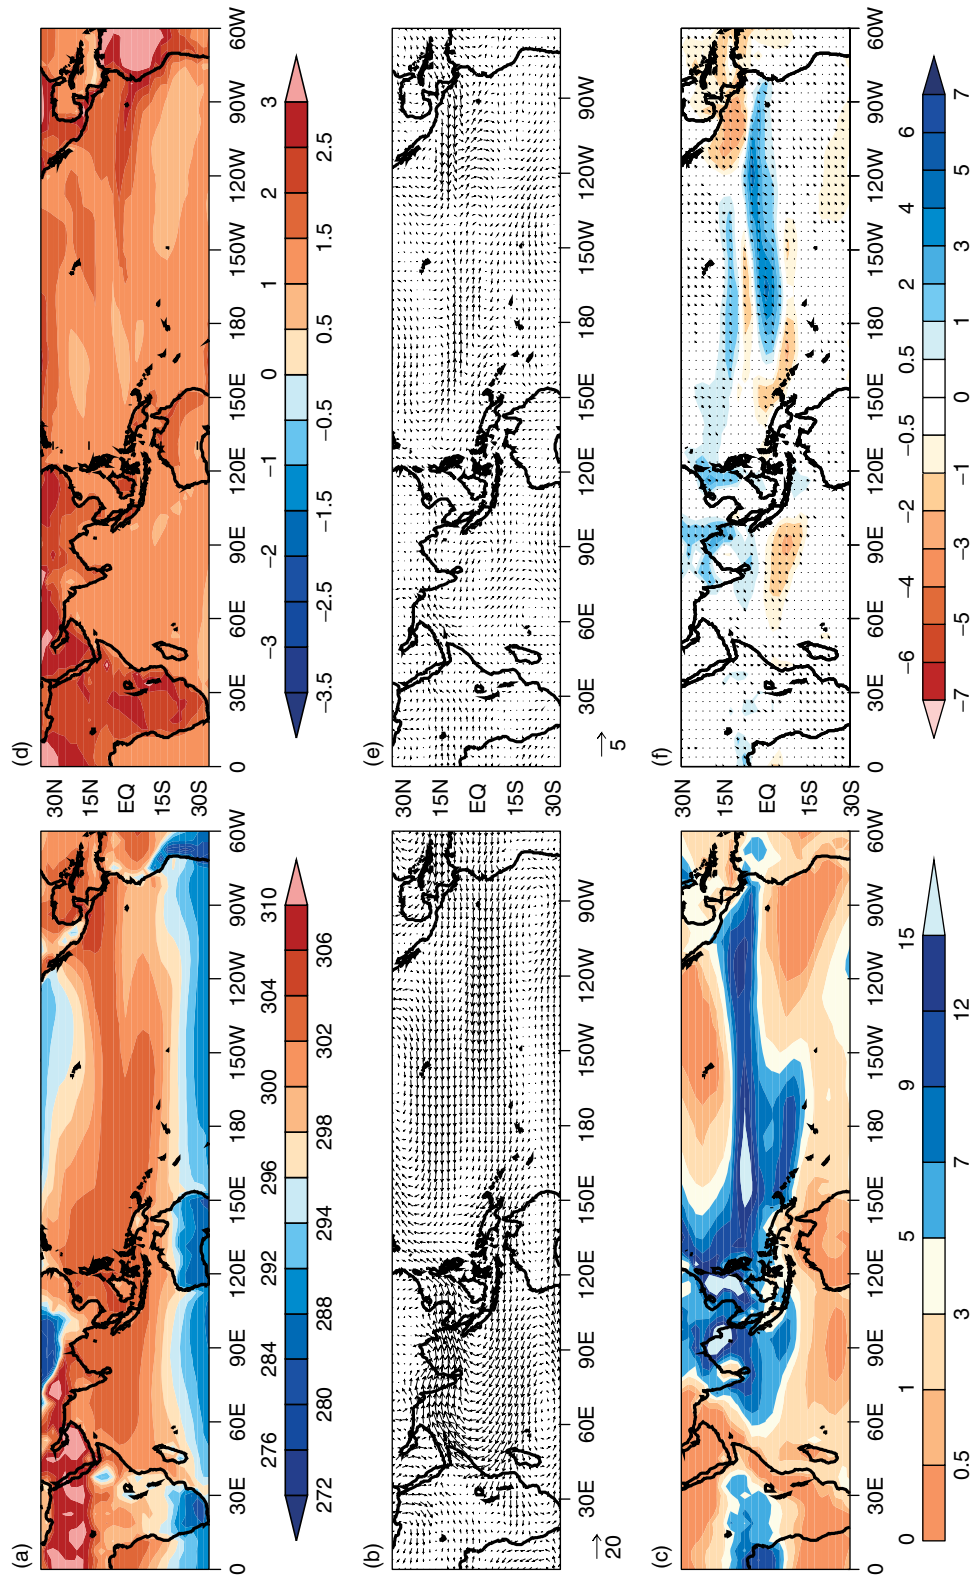 (a)
0 30E 60E 90E 120E 150E 180 150W 120W 90W 60W
276 284 292 296 300 304 310
272 280 288 294 298 302 306
(d)
30N
15N
EQ
15S
30S
0 30E 60E 90E 120E 150E 180 150W 120W 90W 60W
−3 −2 −1 0 1 2 3
−3.5 −2.5 −1.5 −0.5 0.5 1.5 2.5
(b)
30E 60E 90E 120E 150E 180 150W 120W 90W
20
(e)
30N
15N
EQ
15S
30S
30E 60E 90E 120E 150E 180 150W 120W 90W
5
(c)
0 30E 60E 90E 120E 150E 180 150W 120W 90W 60W
0 1 5 9 15
0.5 3 7 12
(f)
30N
15N
EQ
15S
30S
0 30E 60E 90E 120E 150E 180 150W 120W 90W 60W
−6 −4 −2 −0.5 0.5 2 4 6
−7 −5 −3 −1 0 1 3 5 7